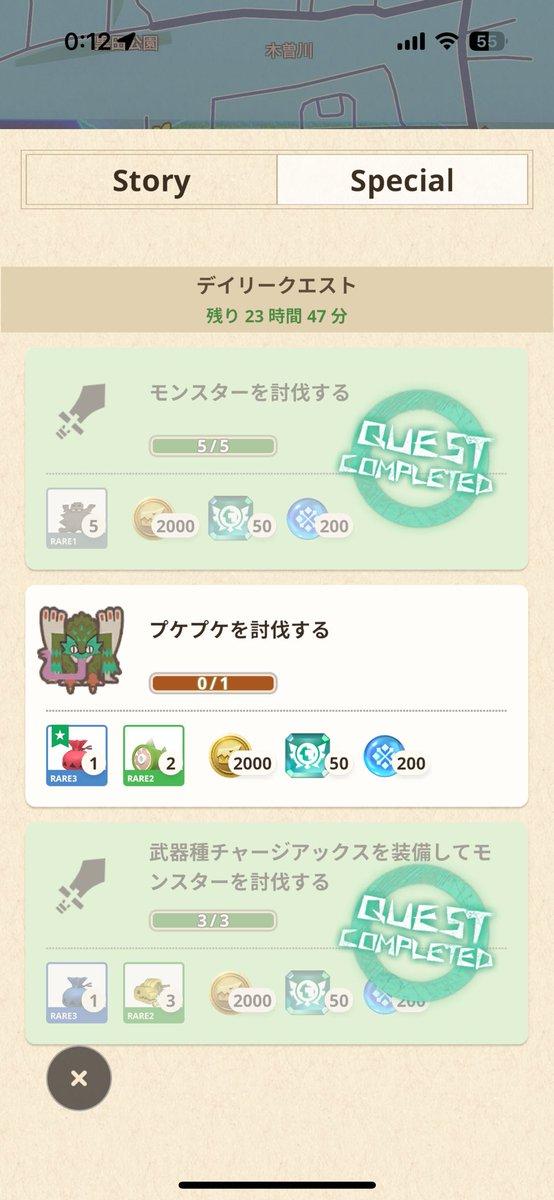 0:12
55
木曽川
Story
Special
デイリークエスト
残り 23 時間 47 分
モンスターを討伐する
5/5
QUEST
COMPLETED
5
RARE1
2000
50
200
プケプケを討伐する
0/1
1
RARE3
2
RARE2
2000
50
200
武器種チャージアックスを装備してモ
ンスターを討伐する
3/3
QUEST
COMPLETED
1
RARE3
3
RARE2
2000
50
200
×